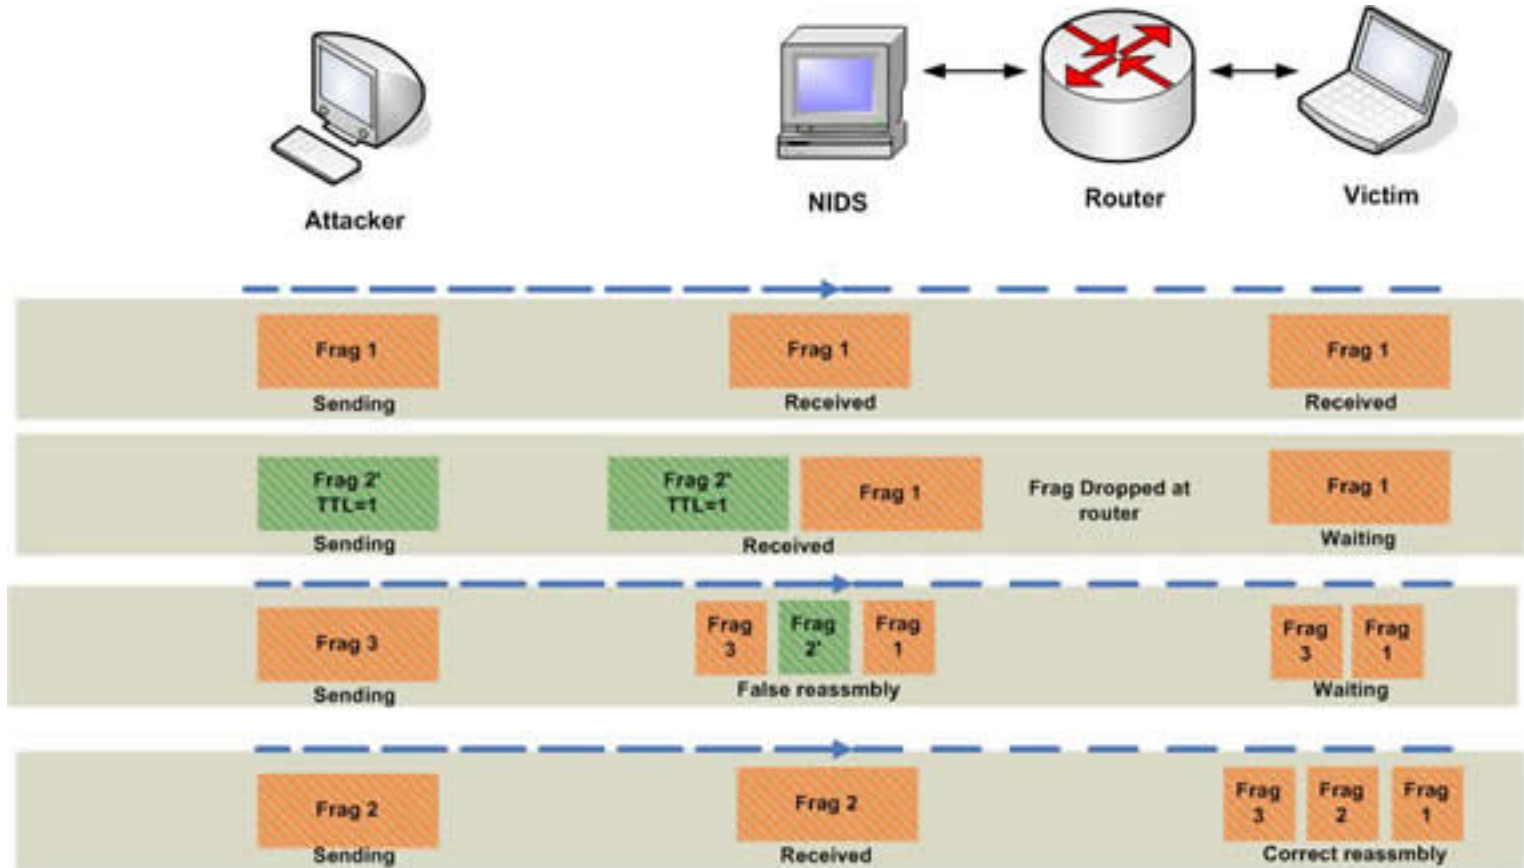 Attacker
NIDS
Router
Victim
Frag 1
Sending
Frag 1
Received
Frag 1
Received
Frag 2'
TTL=1
Sending
Frag 2'
TTL=1
Frag 1
Received
Frag Dropped at
router
Frag 1
Waiting
Frag 3
Sending
Frag
3
Frag
2'
Frag
1
False reassmbly
Frag
3
Frag
1
Waiting
Frag 2
Sending
Frag 2
Received
Frag
3
Frag
2
Frag
1
Correct reassmbly